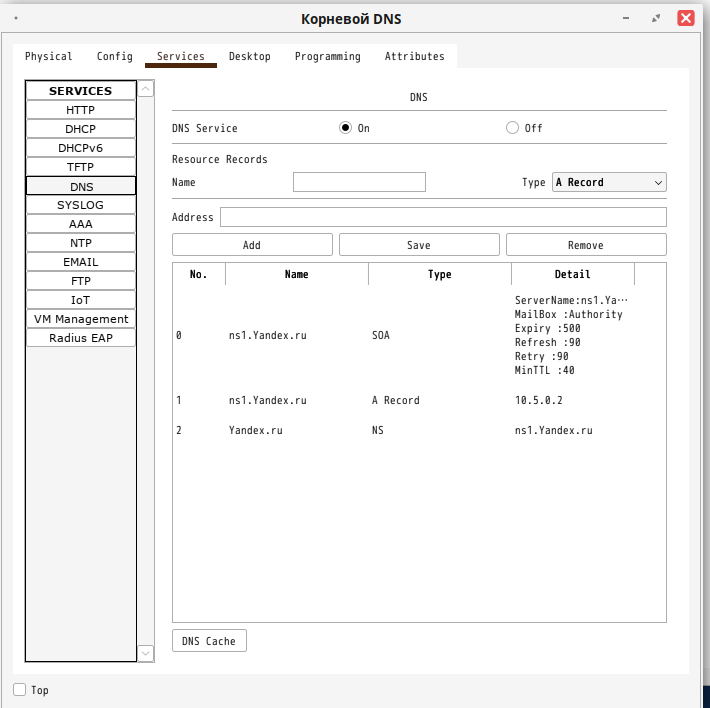 Корневой DNS
Physical Config Services Desktop Programming Attributes
SERVICES
HTTP
DHCP
DHCPv6
TFTP
DNS
SYSLOG
AAA
NTP
EMAIL
FTP
IoT
VM Management
Radius EAP
DNS
DNS Service On Off
Resource Records
Name Type A Record
Address
Add Save Remove
No. Name Type Detail
0 ns1.Yandex.ru SOA
ServerName:ns1.Ya···
MailBox :Authority
Expiry :500
Refresh :90
Retry :90
MinTTL :40
1 ns1.Yandex.ru A Record 10.5.0.2
2 Yandex.ru NS ns1.Yandex.ru
DNS Cache
Top